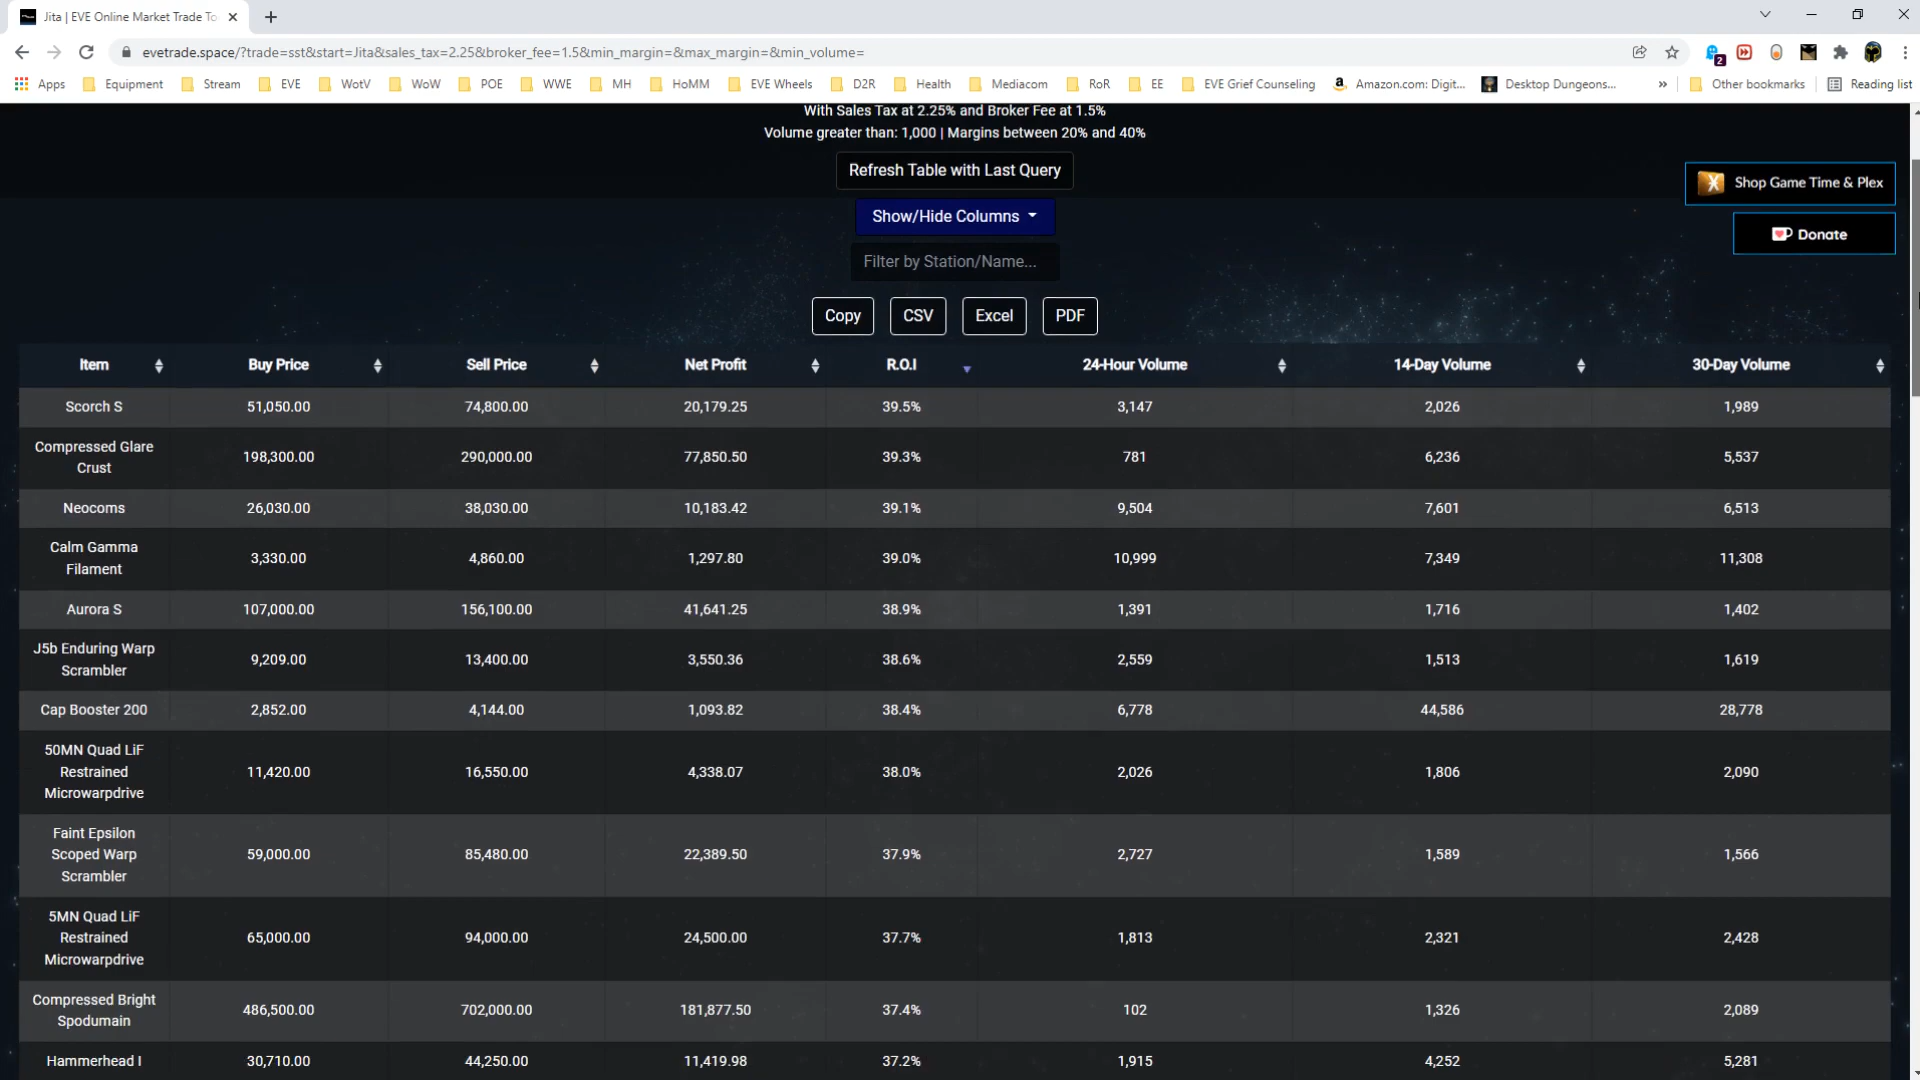 Jita | EVE Online Market Trade To
evetrade.space/?trade=sst&start=Jita&sales_tax=2.25&broker_fee=1.5&min_margin=&max_margin=&min_volume=
2
Apps Equipment Stream EVE WotV WoW POE WWE MH HoMM EVE Wheels D2R Health Mediacom RoR EE EVE Grief Counseling Amazon.com: Digit... Desktop Dungeons... » Other bookmarks Reading list
With Sales Tax at 2.25% and Broker Fee at 1.5%
Volume greater than: 1,000 | Margins between 20% and 40%
Refresh Table with Last Query
Shop Game Time & Plex
Show/Hide Columns
Donate
Filter by Station/Name...
Copy CSV Excel PDF
Item Buy Price Sell Price Net Profit R.O.I 24-Hour Volume 14-Day Volume 30-Day Volume
Scorch S 51,050.00 74,800.00 20,179.25 39.5% 3,147 2,026 1,989
Compressed Glare
Crust 198,300.00 290,000.00 77,850.50 39.3% 781 6,236 5,537
Neocoms 26,030.00 38,030.00 10,183.42 39.1% 9,504 7,601 6,513
Calm Gamma
Filament 3,330.00 4,860.00 1,297.80 39.0% 10,999 7,349 11,308
Aurora S 107,000.00 156,100.00 41,641.25 38.9% 1,391 1,716 1,402
J5b Enduring Warp
Scrambler 9,209.00 13,400.00 3,550.36 38.6% 2,559 1,513 1,619
Cap Booster 200 2,852.00 4,144.00 1,093.82 38.4% 6,778 44,586 28,778
50MN Quad LiF
Restrained 11,420.00 16,550.00 4,338.07 38.0% 2,026 1,806 2,090
Microwarpdrive
Faint Epsilon
Scoped Warp 59,000.00 85,480.00 22,389.50 37.9% 2,727 1,589 1,566
Scrambler
5MN Quad LiF
Restrained 65,000.00 94,000.00 24,500.00 37.7% 1,813 2,321 2,428
Microwarpdrive
Compressed Bright
Spodumain 486,500.00 702,000.00 181,877.50 37.4% 102 1,326 2,089
Hammerhead I 30,710.00 44,250.00 11,419.98 37.2% 1,915 4,252 5,281